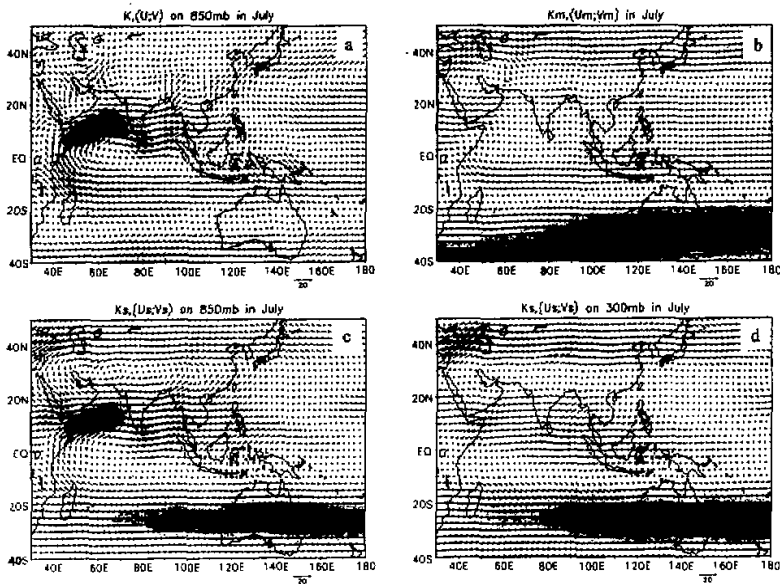 K,(U;V) on 850mb in July
a
40N
20N
EQ
20S
40S
40E 60E 80E 100E 120E 140E 160E 180
20
Km,(Um;Vm) in July
b
40N
20N
EQ
20S
40S
40E 60E 80E 100E 120E 140E 160E 180
20
Ks,(Us;Vs) on 850mb in July
c
40N
20N
EQ
20S
40S
40E 60E 80E 100E 120E 140E 160E 180
20
Ks,(Us;Vs) on 300mb in July
d
40N
20N
EQ
20S
40S
40E 60E 80E 100E 120E 140E 160E 180
20